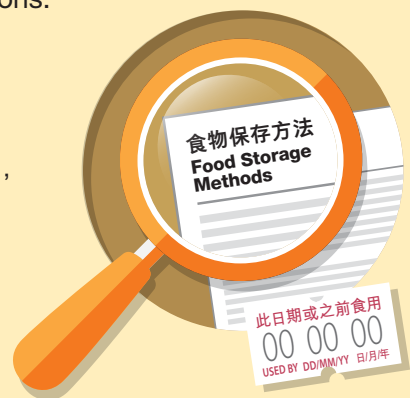 ons.
,
食物保存方法
Food Storage
Methods
此日期或之前食用
00 00 00
USED BY DD/MM/YY 日/月/年